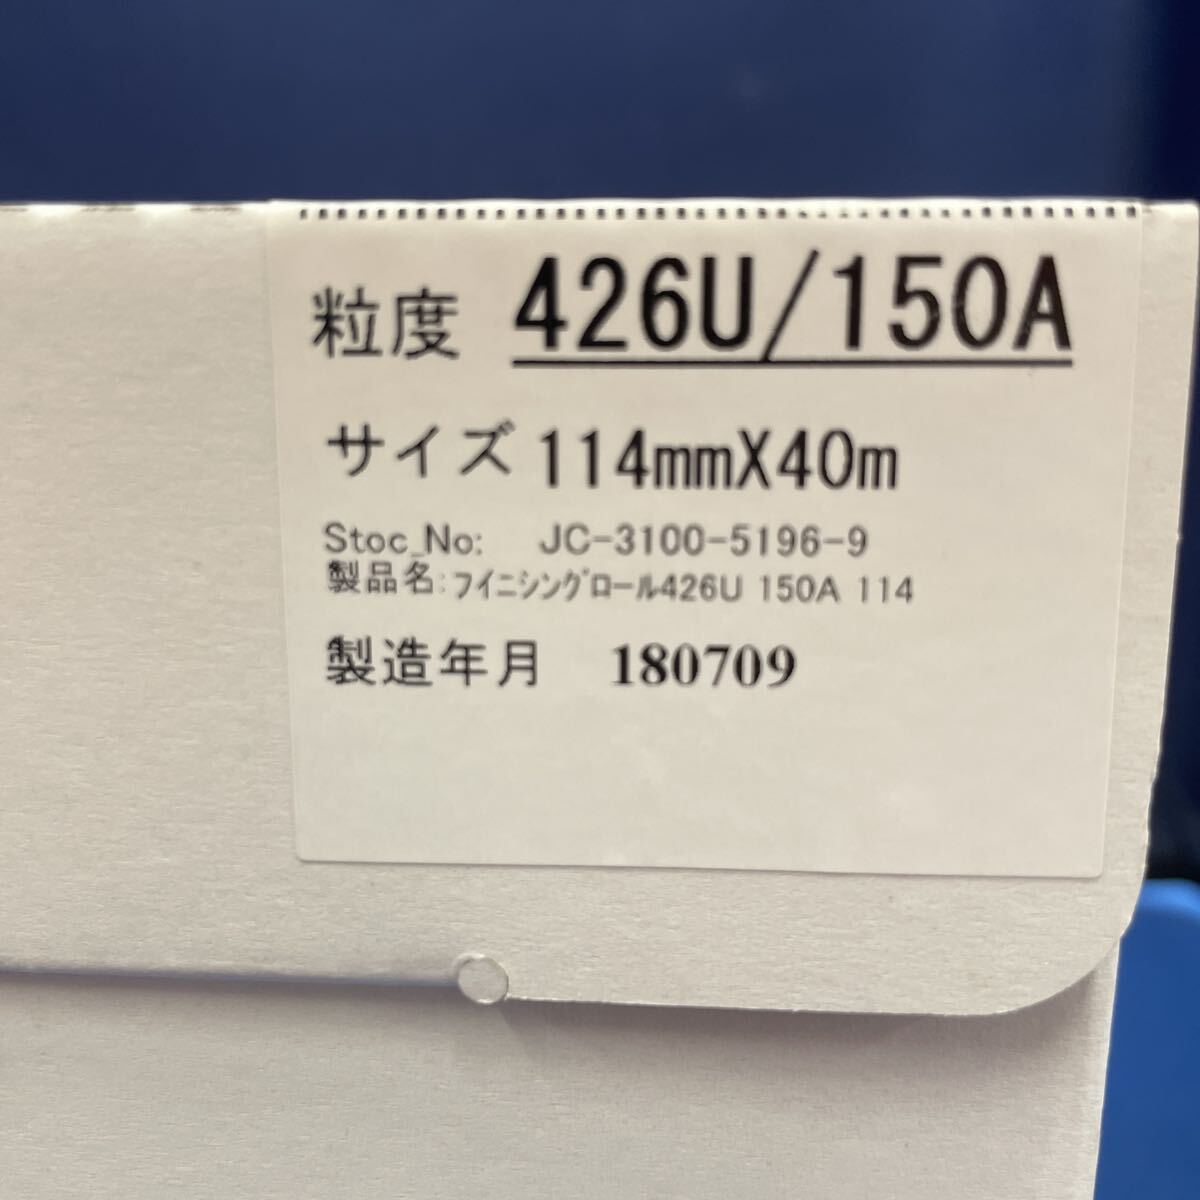 粒度 426U/150A
サイズ 114mmX40m
Stoc_No: JC-3100-5196-9
製品名:フイニシングロール426U 150A 114
製造年月 180709